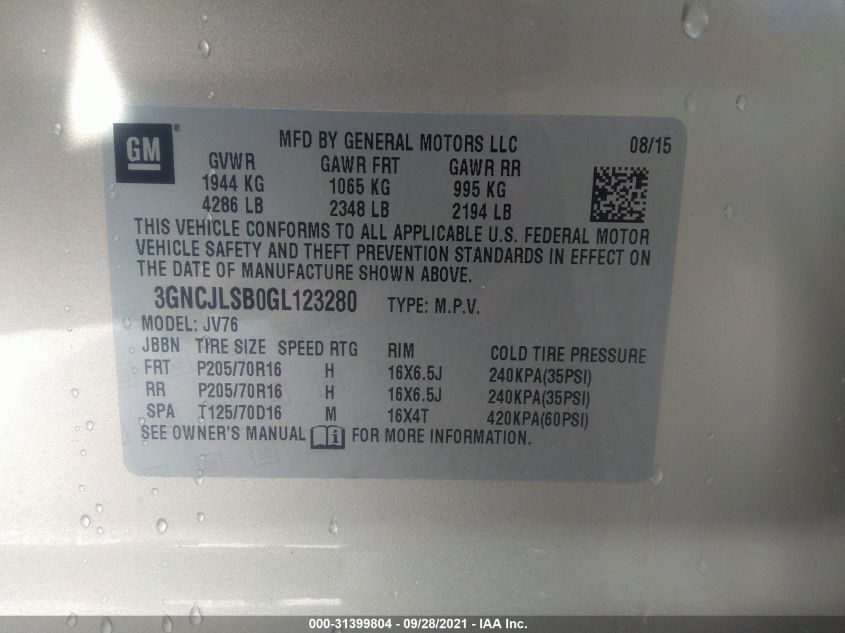 GM ® MFD BY GENERAL MOTORS LLC 08/15
GVWR GAWR FRT GAWR RR
1944 KG 1065 KG 995 KG
4286 LB 2348 LB 2194 LB
THIS VEHICLE CONFORMS TO ALL APPLICABLE U.S. FEDERAL MOTOR
VEHICLE SAFETY AND THEFT PREVENTION STANDARDS IN EFFECT ON
THE DATE OF MANUFACTURE SHOWN ABOVE.
3GNCJLSB0GL123280 TYPE: M.P.V.
MODEL: JV76
JBBN TIRE SIZE SPEED RTG RIM COLD TIRE PRESSURE
FRT P205/70R16 H 16X6.5J 240KPA(35PSI)
RR P205/70R16 H 16X6.5J 240KPA(35PSI)
SPA T125/70D16 M 16X4T 420KPA(60PSI)
SEE OWNER'S MANUAL i FOR MORE INFORMATION.
000-31399804 - 09/28/2021 - IAA Inc.